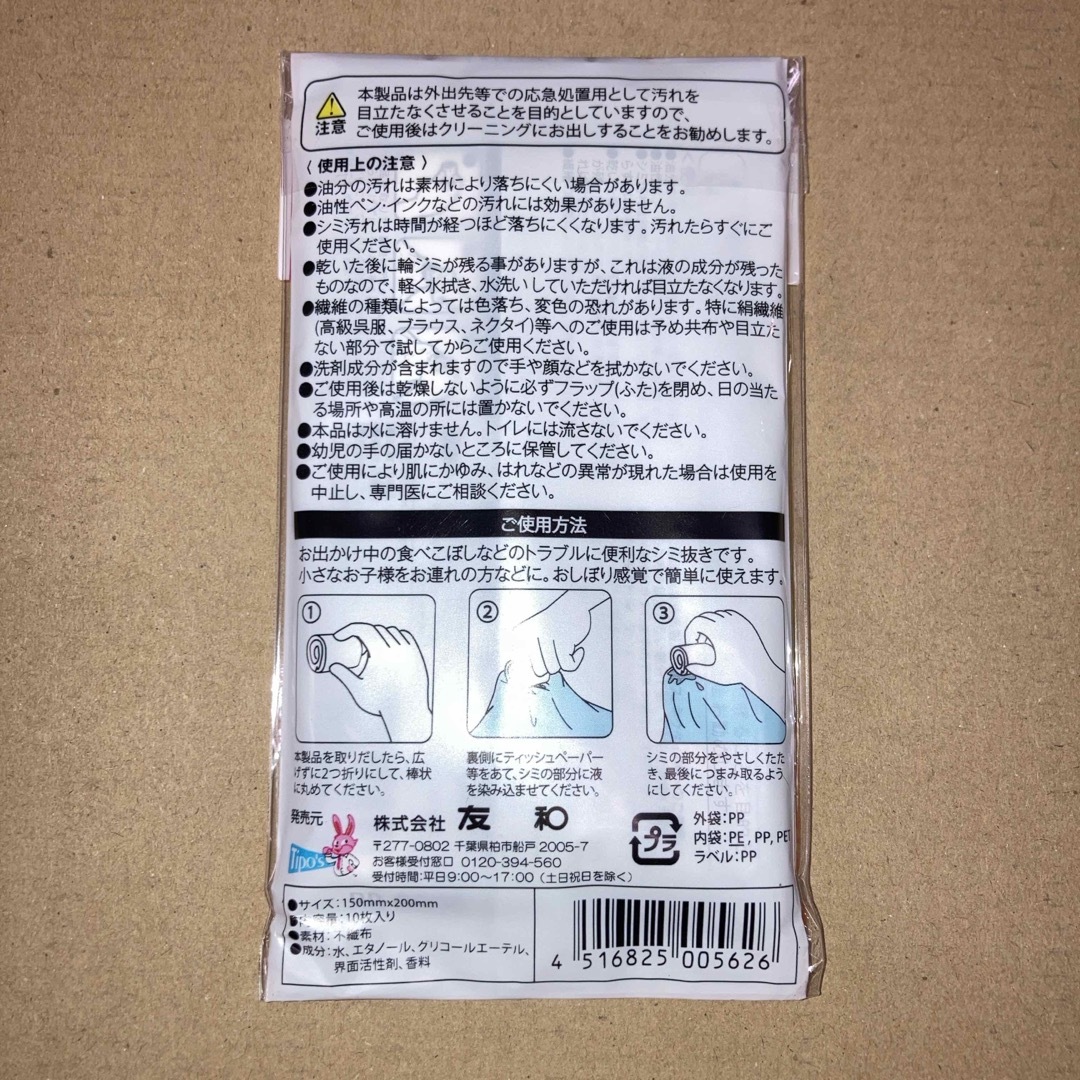 本製品は外出先等での応急処置用として汚れを
目立たなくさせることを目的としていますので、
ご使用後はクリーニングにお出しすることをお勧めします。
注意
〈 使用上の注意 〉
●油分の汚れは素材により落ちにくい場合があります。
●油性ペン・インクなどの汚れには効果がありません。
●シミ汚れは時間が経つほど落ちにくくなります。汚れたらすぐにご
使用ください。
●乾いた後に輪ジミが残る事がありますが、これは液の成分が残った
ものなので、軽く水拭き、水洗いしていただければ目立たなくなります。
●繊維の種類によっては色落ち、変色の恐れがあります。特に絹繊維
(高級呉服、ブラウス、ネクタイ)等へのご使用は予め共布や目立た
ない部分で試してからご使用ください。
●洗剤成分が含まれますので手や顔などを拭かないでください。
●ご使用後は乾燥しないように必ずフラップ(ふた)を閉め、日の当た
る場所や高温の所には置かないでください。
●本品は水に溶けません。トイレには流さないでください。
●幼児の手の届かないところに保管してください。
●ご使用により肌にかゆみ、はれなどの異常が現れた場合は使用を
中止し、専門医にご相談ください。
ご使用方法
お出かけ中の食べこぼしなどのトラブルに便利なシミ抜きです。
小さなお子様をお連れの方などに。おしぼり感覚で簡単に使えます。
①
②
③
本製品を取りだしたら、広
げずに2つ折りにして、棒状
に丸めてください。
裏側にティッシュペーパー
等をあて、シミの部分に液
を染み込ませてください。
シミの部分をやさしくたた
き、最後につまみ取るよう
にしてください。
発売元
Tipo's
株式会社 友和
〒277-0802 千葉県柏市船戸 2005-7
お客様受付窓口 0120-394-560
受付時間:平日9:00〜17:00 (土日祝日を除く)
プラ
外袋:PP
内袋:PE , PP, PET
ラベル:PP
●サイズ:150mmx200mm
●内容量:10枚入り
●素材:不織布
●成分:水、エタノール、グリコールエーテル、
界面活性剤、香料
4 516825 005626